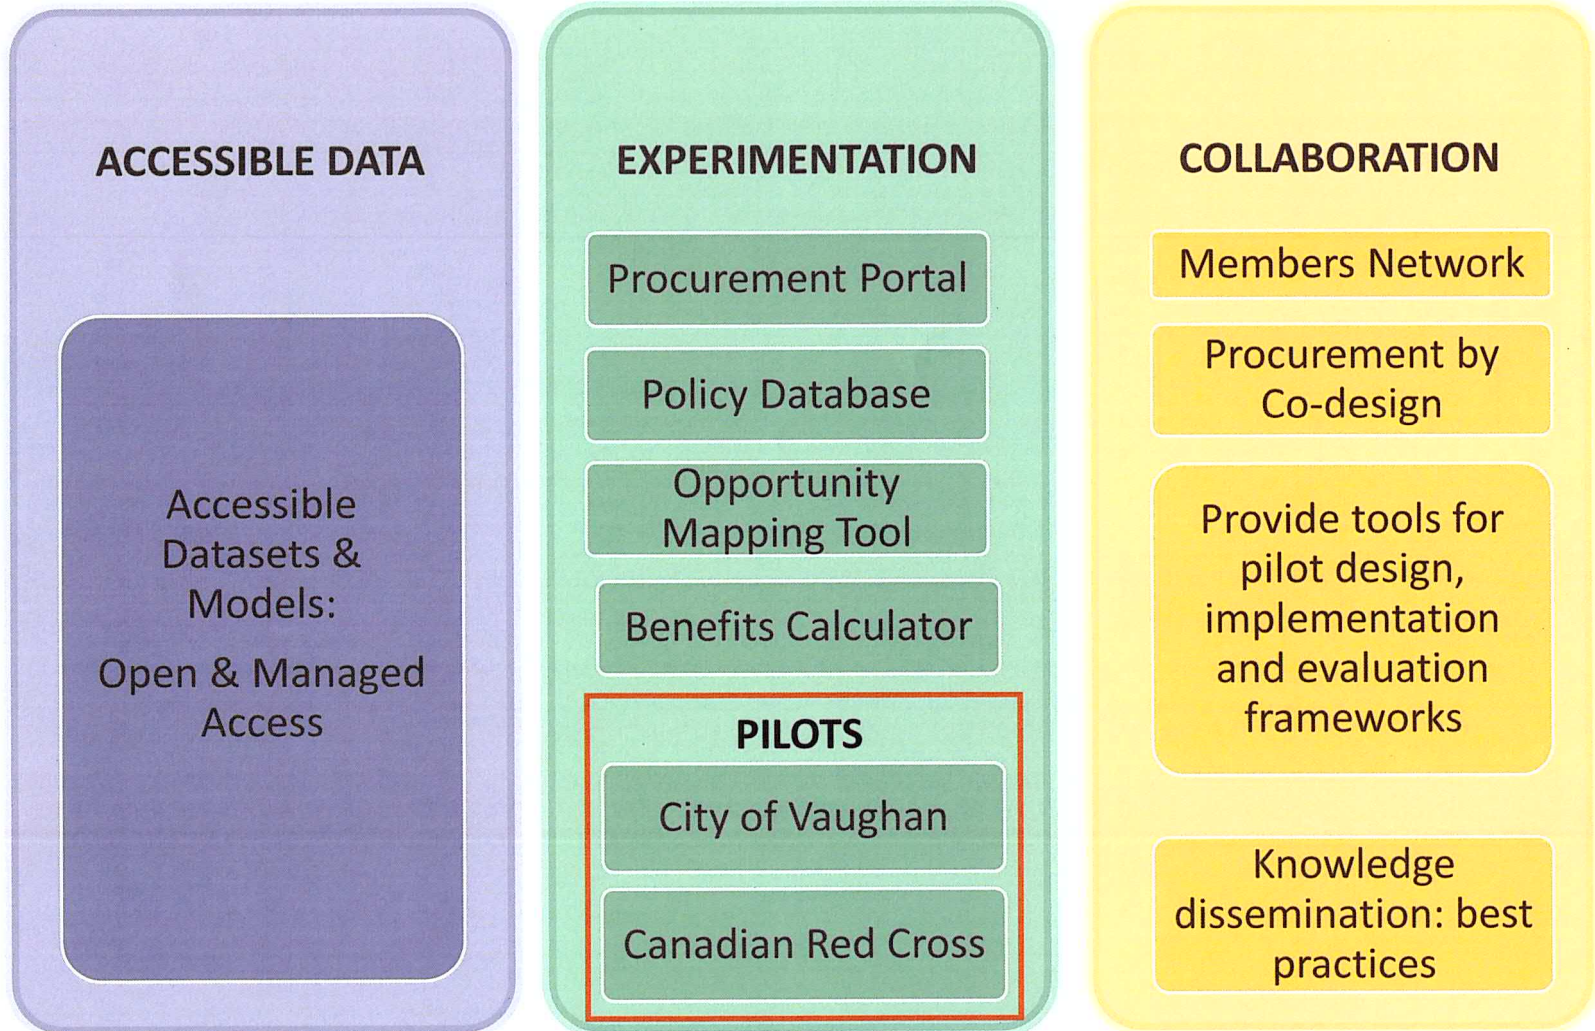 ACCESSIBLE DATA
Accessible
Datasets &
Models:
Open & Managed
Access
EXPERIMENTATION
Procurement Portal
Policy Database
Opportunity
Mapping Tool
Benefits Calculator
PILOTS
City of Vaughan
Canadian Red Cross
COLLABORATION
Members Network
Procurement by
Co-design
Provide tools for
pilot design,
implementation
and evaluation
frameworks
Knowledge
dissemination: best
practices